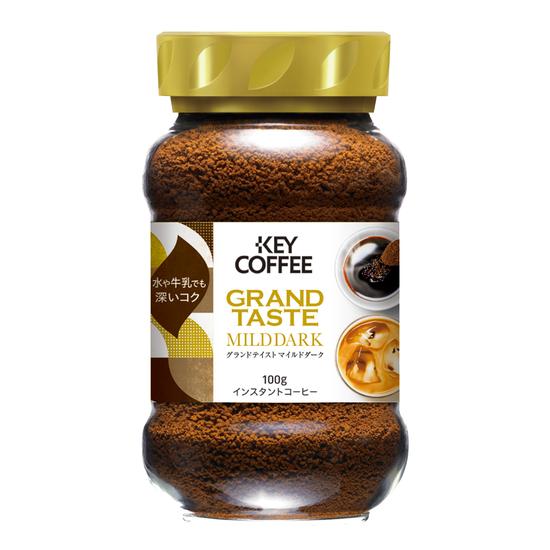 KEY
COFFEE
水や牛乳でも
深いコク
GRAND
TASTE
MILD DARK
グランドテイスト マイルドダーク
100g
インスタントコーヒー